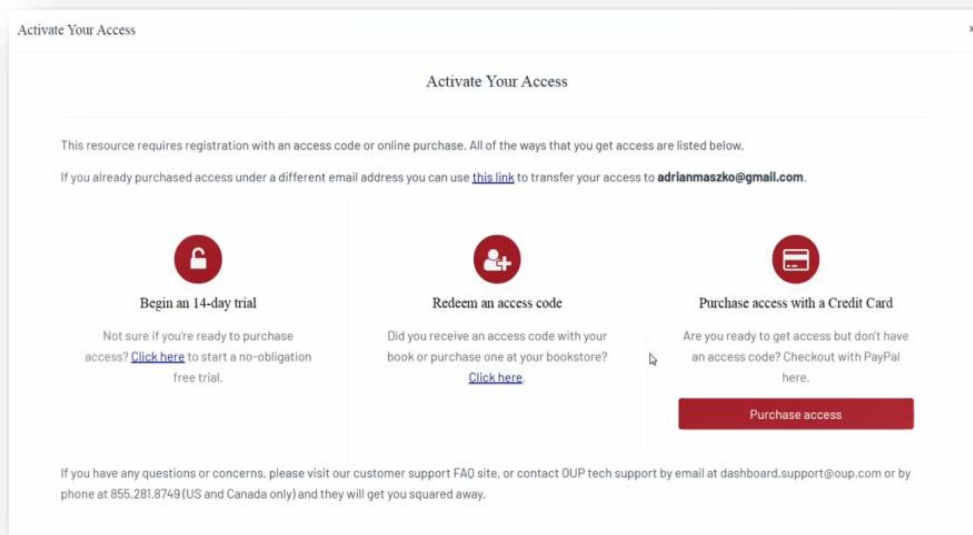 Activate Your Access
Activate Your Access
This resource requires registration with an access code or online purchase. All of the ways that you get access are listed below.
If you already purchased access under a different email address you can use this link to transfer your access to adrianmaszko@gmail.com.
Begin an 14-day trial
Not sure if you're ready to purchase
access? Click here to start a no-obligation
free trial.
Redeem an access code
Did you receive an access code with your
book or purchase one at your bookstore?
Click here.
Purchase access with a Credit Card
Are you ready to get access but don't have
an access code? Checkout with PayPal
here.
Purchase access
If you have any questions or concerns, please visit our customer support FAQ site, or contact OUP tech support by email at dashboard.support@oup.com or by
phone at 855.281.8749 (US and Canada only) and they will get you squared away.